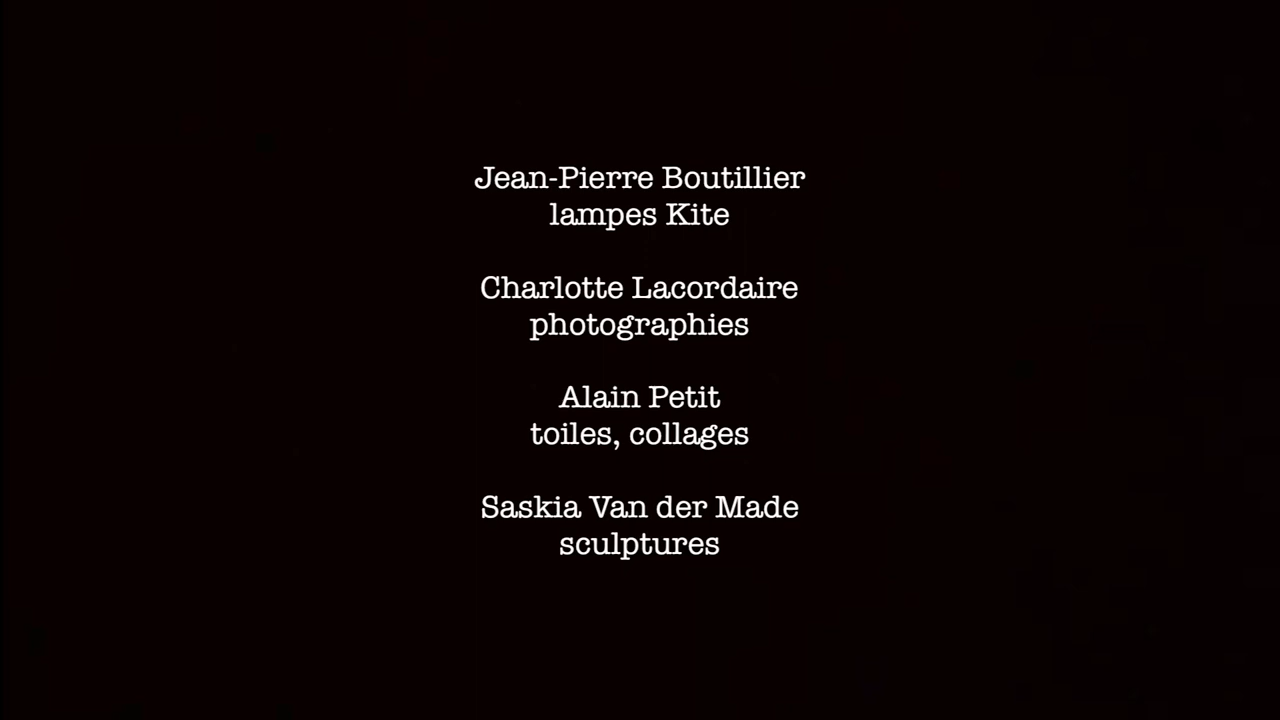 Jean-Pierre Boutillier
lampes Kite
Charlotte Lacordaire
photographies
Alain Petit
toiles, collages
Saskia Van der Made
sculptures